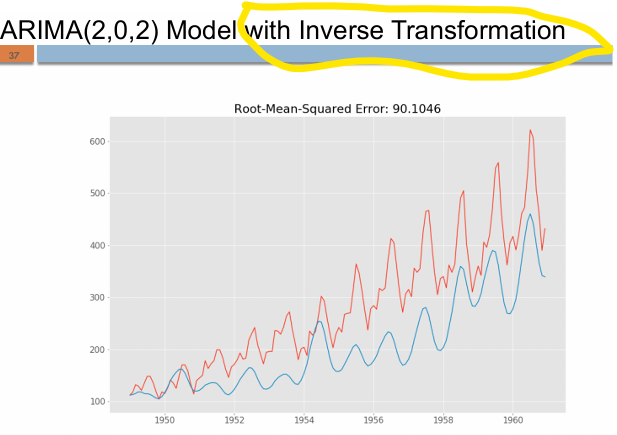 ARIMA(2,0,2) Model with Inverse Transformation
37
Root-Mean-Squared Error: 90.1046
600
500
400
300
200
100
1950 1952 1954 1956 1958 1960